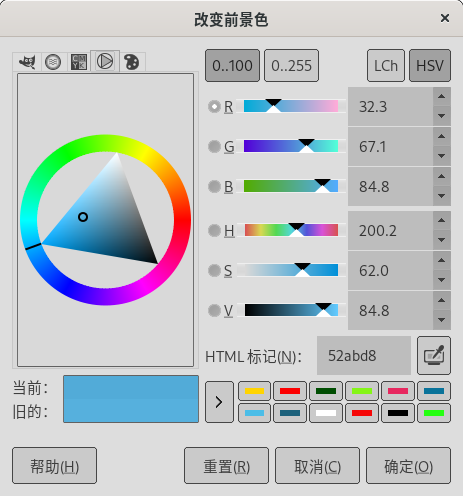 改变前景色
0..100 0..255 LCh HSV
R 32.3
G 67.1
B 84.8
H 200.2
S 62.0
V 84.8
HTML 标记(N)： 52abd8
当前：
旧的：
帮助(H) 重置(R) 取消(C) 确定(O)